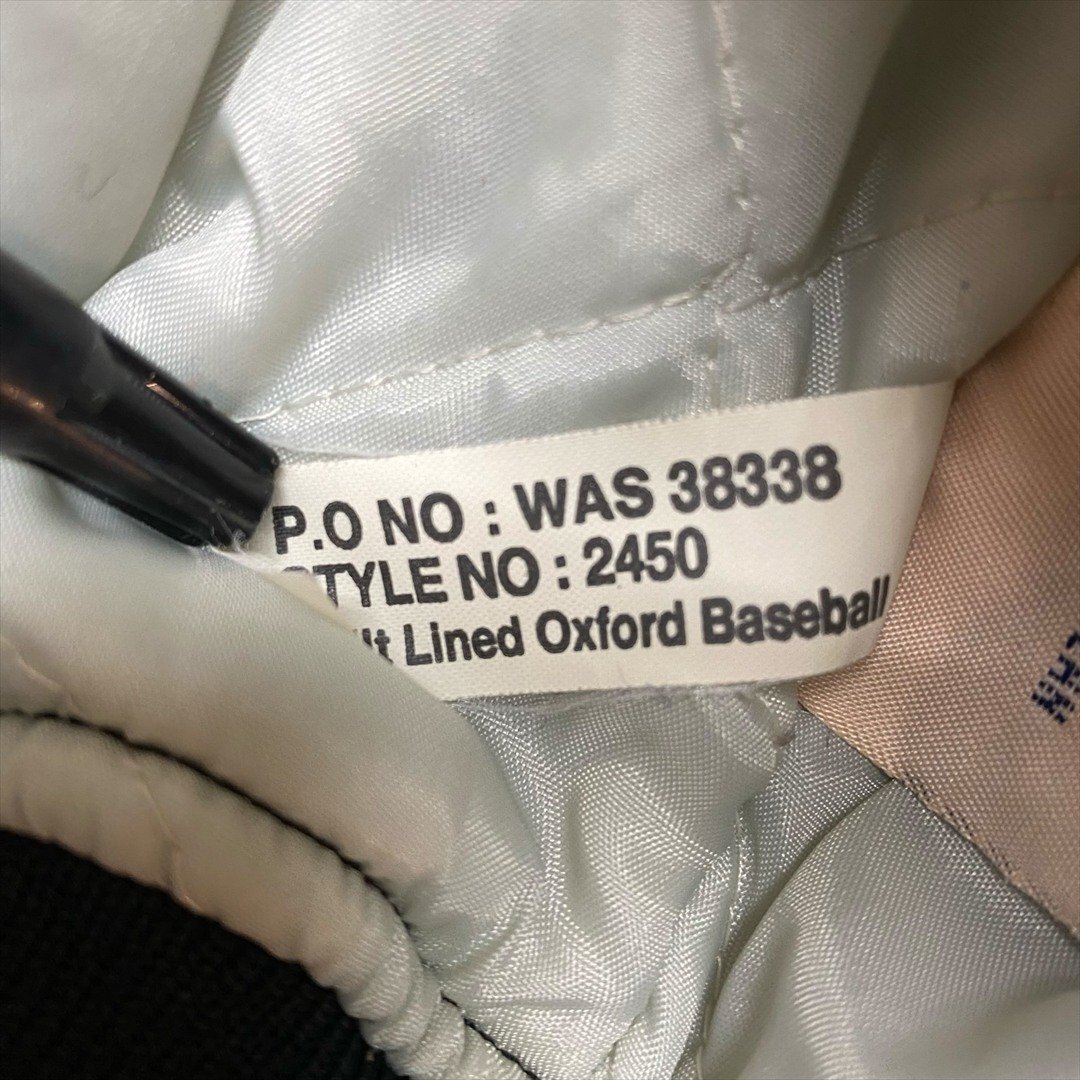 P.O NO : WAS 38338
STYLE NO : 2450
Lined Oxford Baseball